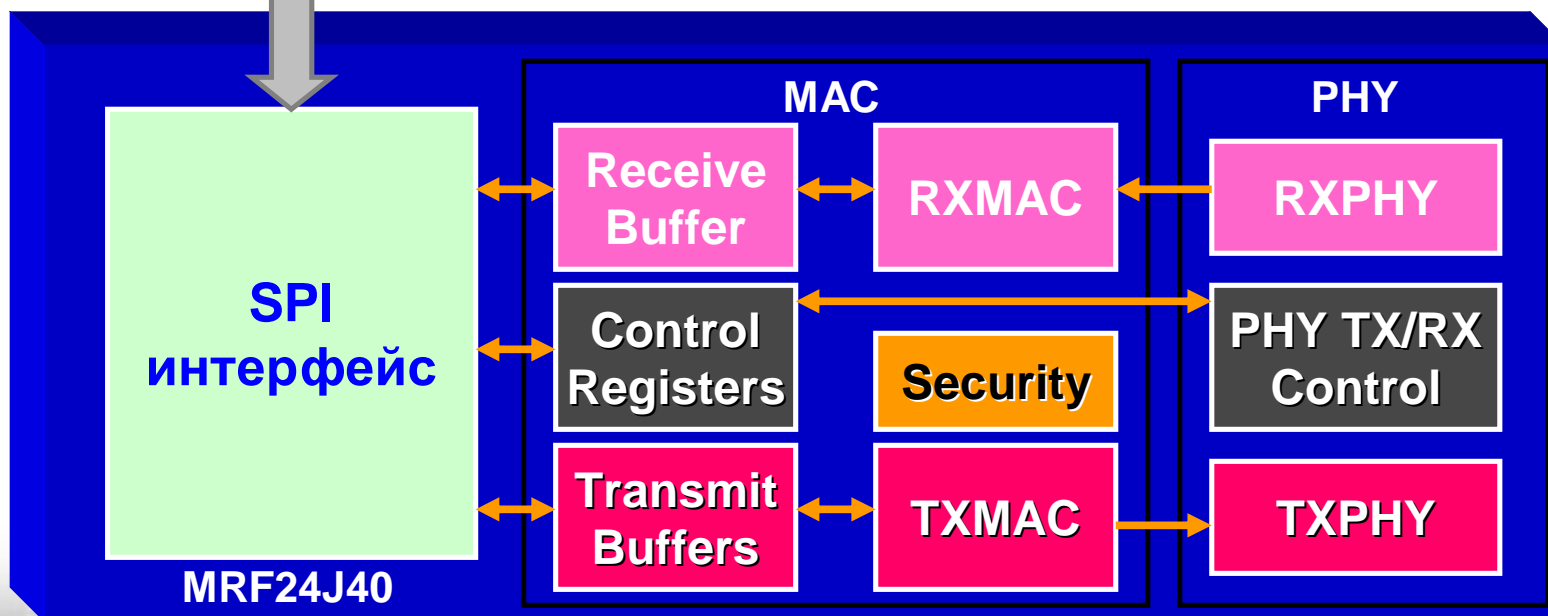 MAC
PHY
SPI
интерфейс
Receive
Buffer
RXMAC
RXPHY
Control
Registers
Security
PHY TX/RX
Control
Transmit
Buffers
TXMAC
TXPHY
MRF24J40